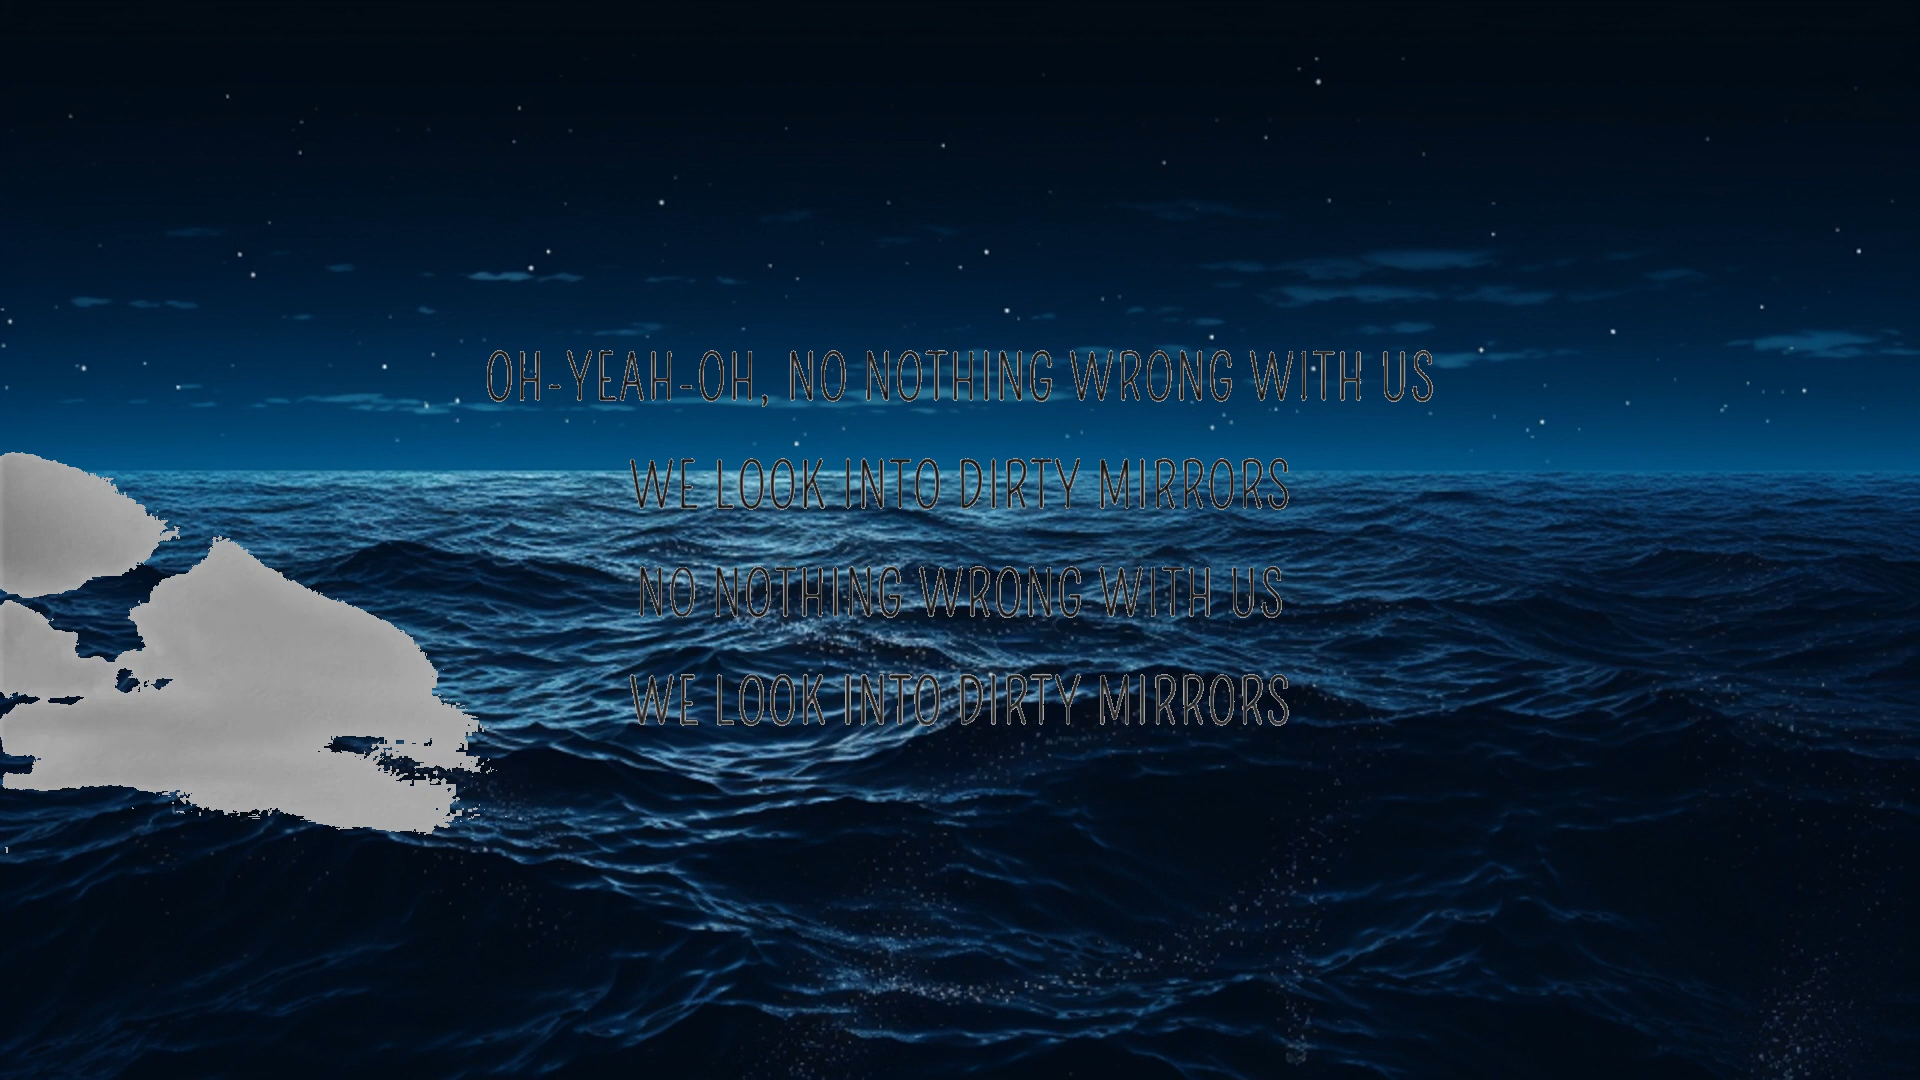 OH-YEAH-OH, NO NOTHING WRONG WITH US
WE LOOK INTO DIRTY MIRRORS
NO NOTHING WRONG WITH US
WE LOOK INTO DIRTY MIRRORS